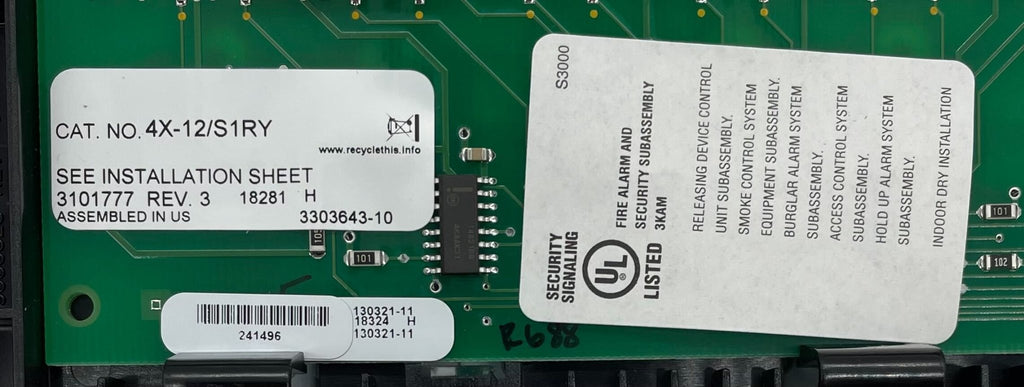 CAT. NO. 4X-12/S1RY
www.recyclethis.info
SEE INSTALLATION SHEET
3101777 REV. 3 18281 H
ASSEMBLED IN US 3303643-10
101
241496
130321-11
18324 H
130321-11
R688
S3000
SECURITY
SIGNALING
UL
LISTED
FIRE ALARM AND
SECURITY SUBASSEMBLY
3KAM
RELEASING DEVICE CONTROL
UNIT SUBASSEMBLY.
SMOKE CONTROL SYSTEM
EQUIPMENT SUBASSEMBLY.
BURGLAR ALARM SYSTEM
SUBASSEMBLY.
ACCESS CONTROL SYSTEM
SUBASSEMBLY.
HOLD UP ALARM SYSTEM
SUBASSEMBLY.
INDOOR DRY INSTALLATION
101
102